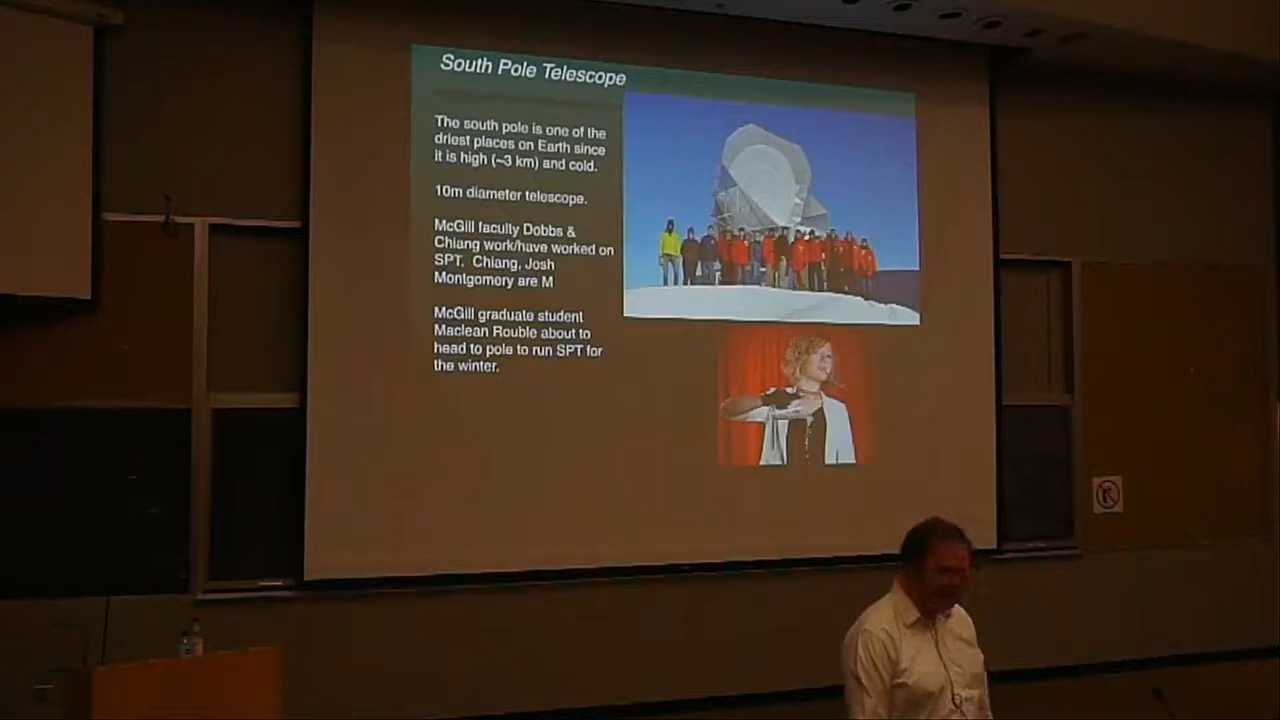 South Pole Telescope
The south pole is one of the
driest places on Earth since
it is high (~3 km) and cold.
10m diameter telescope.
McGill faculty Dobbs &
Chiang work/have worked on
SPT. Chiang, Josh
Montgomery are M
McGill graduate student
Maclean Rouble about to
head to pole to run SPT for
the winter.